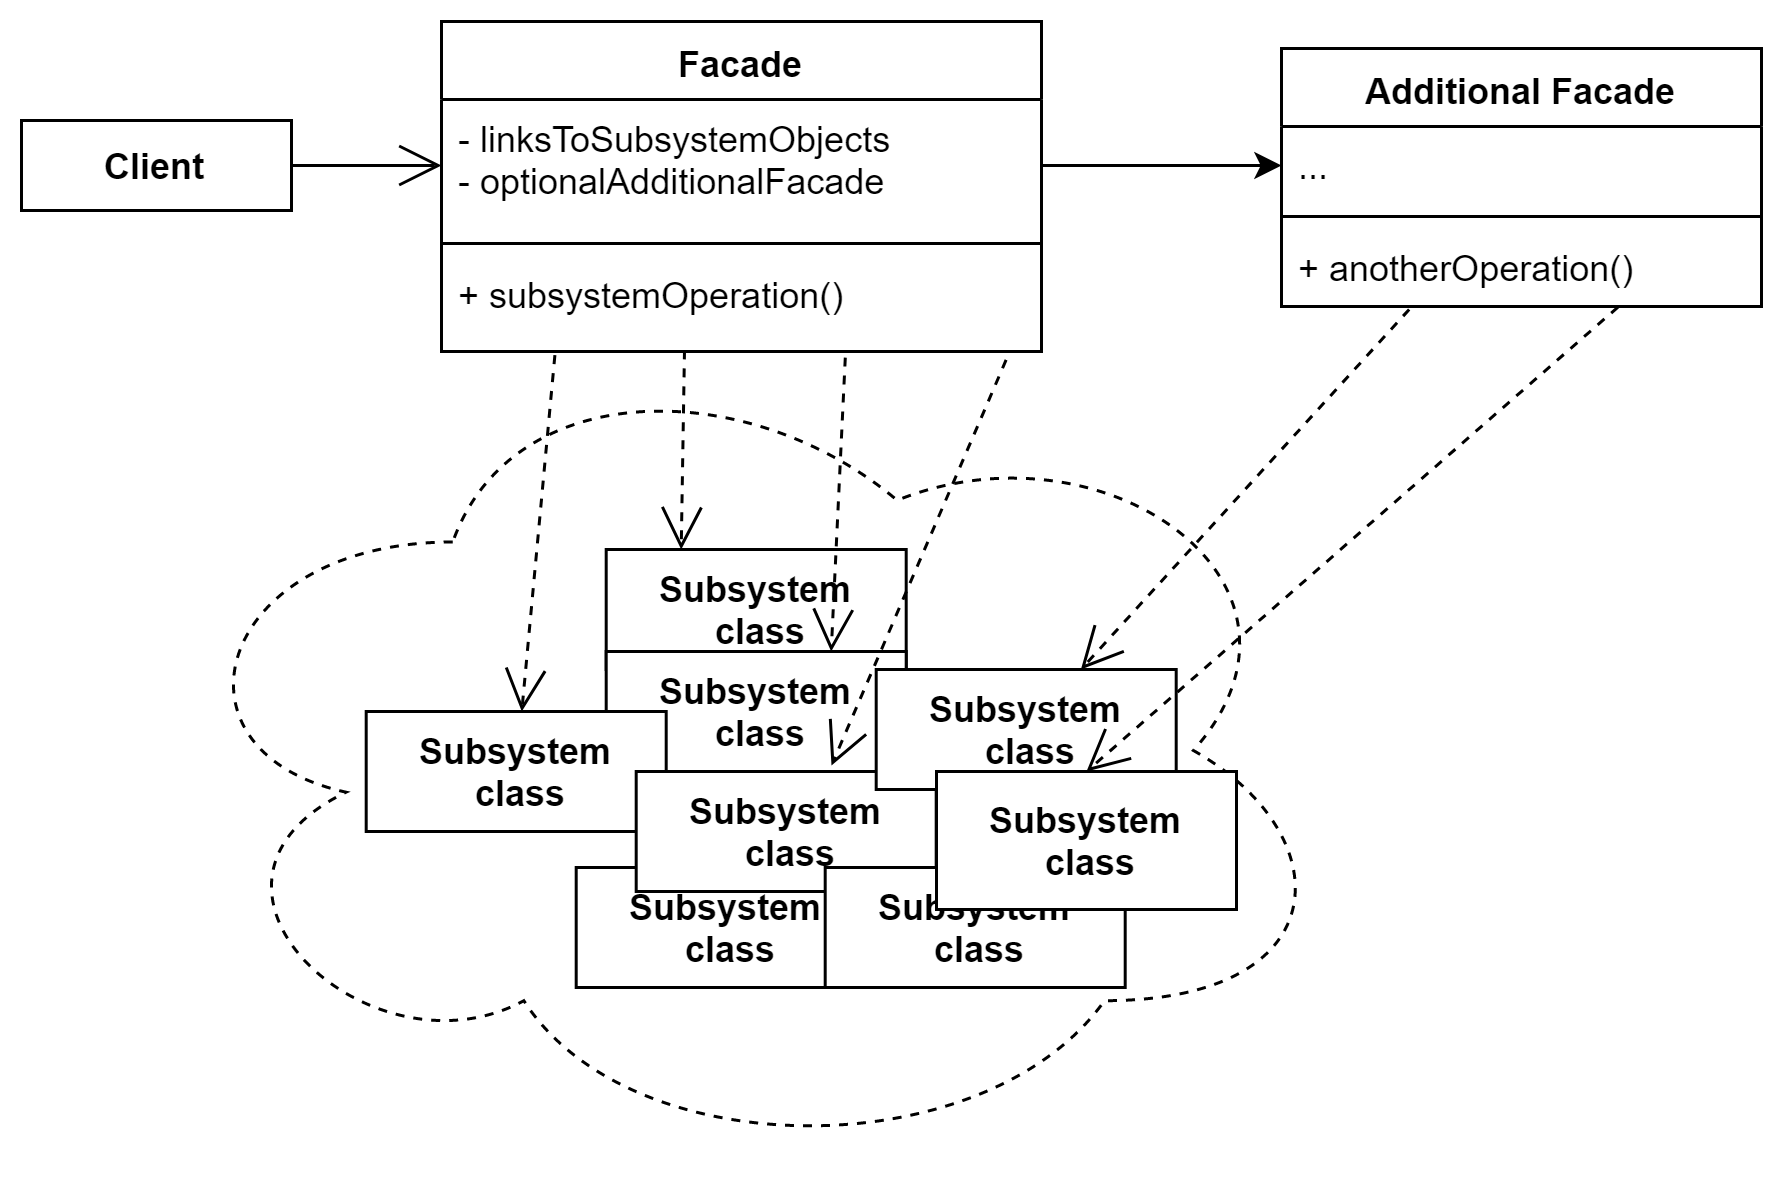 Facade
Additional Facade
Client
- linksToSubsystemObjects
- optionalAdditionalFacade
...
+ subsystemOperation()
+ anotherOperation()
Subsystem
class
Subsystem
class
Subsystem
class
Subsystem
class
Subsystem
class
Subsystem
class
Subsystem
class
Subsystem
class